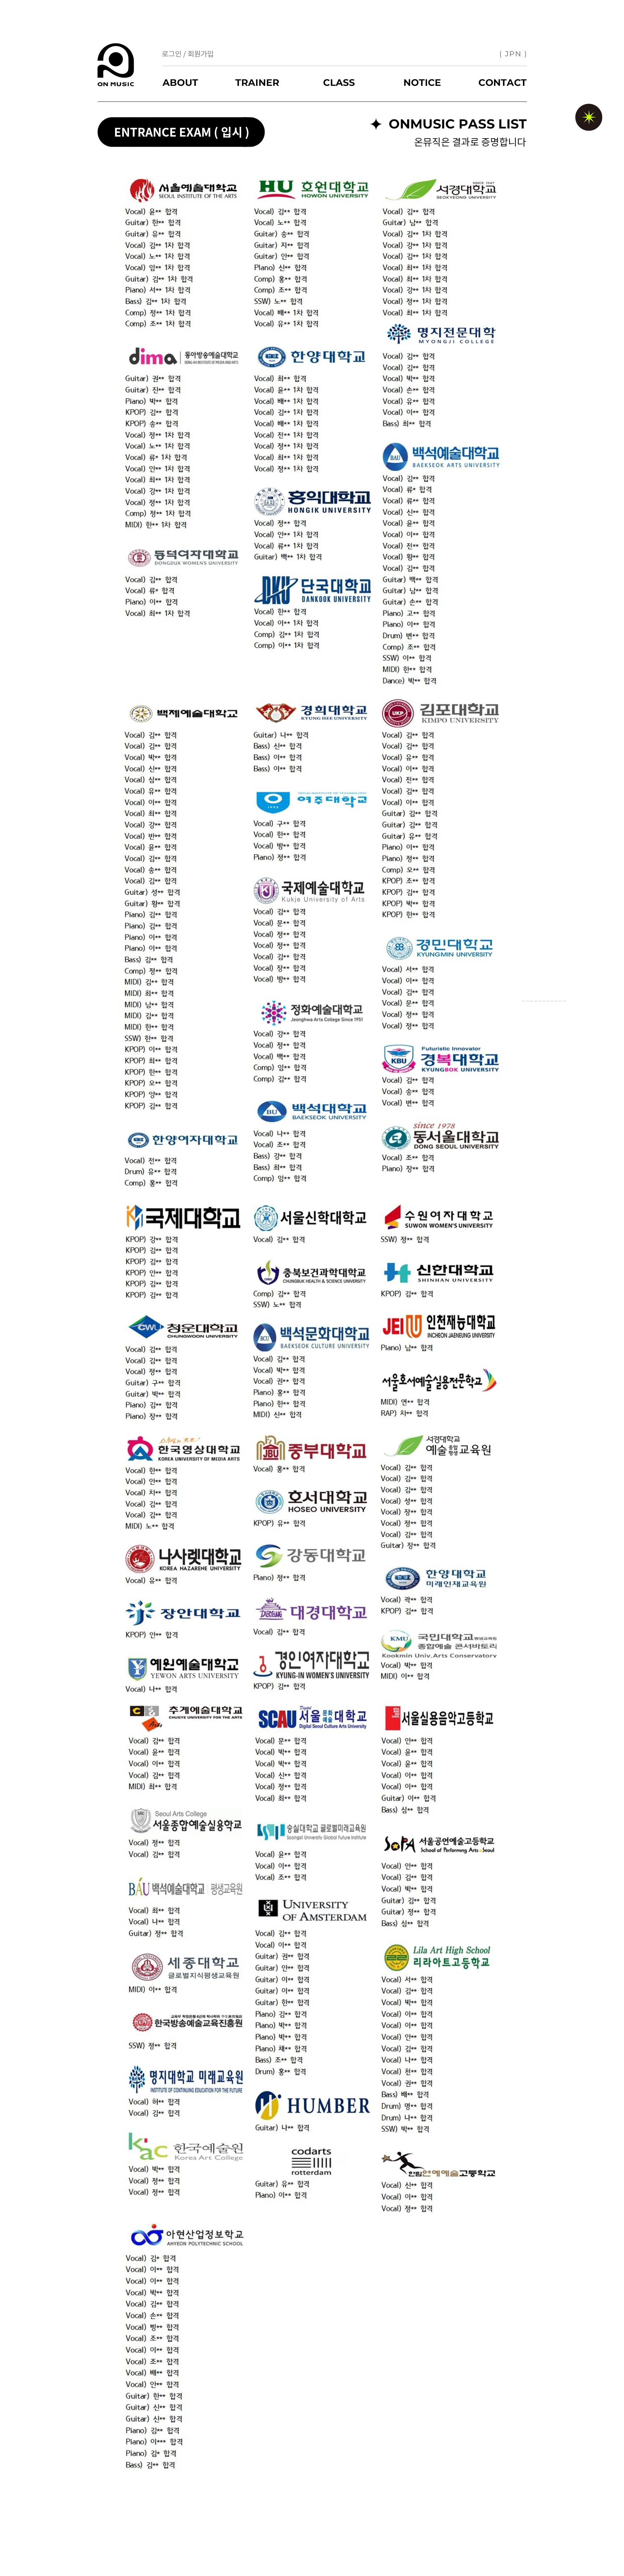 ON MUSIC
로그인 / 회원가입
( JPN )
ABOUT TRAINER CLASS NOTICE CONTACT
ENTRANCE EXAM ( 입시 )
ONMUSIC PASS LIST
온뮤직은 결과로 증명합니다
서울예술대학교
SEOUL INSTITUTE OF THE ARTS
Vocal) 윤** 합격
Guitar) 한** 합격
Guitar) 유** 합격
Vocal) 김** 1차 합격
Vocal) 노** 1차 합격
Vocal) 임** 1차 합격
Guitar) 김** 1차 합격
Piano) 서** 1차 합격
Bass) 김** 1차 합격
Comp) 정** 1차 합격
Comp) 조** 1차 합격
dima 동아방송예술대학교
Guitar) 권** 합격
Guitar) 진** 합격
Piano) 박** 합격
KPOP) 김** 합격
KPOP) 송** 합격
Vocal) 정** 1차 합격
Vocal) 노** 1차 합격
Vocal) 류* 1차 합격
Vocal) 안** 1차 합격
Vocal) 최** 1차 합격
Vocal) 강** 1차 합격
Vocal) 정** 1차 합격
Comp) 정** 1차 합격
MIDI) 한** 1차 합격
동덕여자대학교
DONGDUK WOMEN'S UNIVERSITY
Vocal) 김** 합격
Vocal) 류* 합격
Piano) 이** 합격
Vocal) 최** 1차 합격
HU 호원대학교
HOWON UNIVERSITY
Vocal) 김** 합격
Vocal) 노** 합격
Guitar) 송** 합격
Guitar) 지** 합격
Guitar) 안** 합격
Piano) 신** 합격
Comp) 홍** 합격
Comp) 조** 합격
SSW) 노** 합격
Vocal) 배** 1차 합격
Vocal) 유** 1차 합격
한양대학교
Vocal) 최** 합격
Vocal) 윤** 1차 합격
Vocal) 배** 1차 합격
Vocal) 김** 1차 합격
Vocal) 배** 1차 합격
Vocal) 전** 1차 합격
Vocal) 정** 1차 합격
Vocal) 최** 1차 합격
Vocal) 정** 1차 합격
홍익대학교
HONGIK UNIVERSITY
Vocal) 정** 합격
Vocal) 안** 1차 합격
Vocal) 류** 1차 합격
Guitar) 백** 1차 합격
DKU 단국대학교
DANKOOK UNIVERSITY
Vocal) 한** 합격
Vocal) 이** 1차 합격
Comp) 김** 1차 합격
Comp) 이** 1차 합격
서경대학교
SEOKYEONG UNIVERSITY
Vocal) 김** 합격
Guitar) 남** 합격
Vocal) 김** 1차 합격
Vocal) 강** 1차 합격
Vocal) 김** 1차 합격
Vocal) 최** 1차 합격
Vocal) 최** 1차 합격
Vocal) 강** 1차 합격
Vocal) 정** 1차 합격
Vocal) 최** 1차 합격
명지전문대학
MYONGJI COLLEGE
Vocal) 김** 합격
Vocal) 김** 합격
Vocal) 박** 합격
Vocal) 손** 합격
Vocal) 유** 합격
Vocal) 이** 합격
Bass) 최** 합격
백석예술대학교
BAEKSEOK ARTS UNIVERSITY
Vocal) 김** 합격
Vocal) 류* 합격
Vocal) 류** 합격
Vocal) 신** 합격
Vocal) 윤** 합격
Vocal) 이** 합격
Vocal) 진** 합격
Vocal) 황** 합격
Vocal) 김** 합격
Guitar) 백** 합격
Guitar) 남** 합격
Guitar) 손** 합격
Piano) 고** 합격
Piano) 이** 합격
Drum) 변** 합격
Comp) 조** 합격
SSW) 이** 합격
MIDI) 한** 합격
Dance) 박** 합격
백제예술대학교
Vocal) 김** 합격
Vocal) 김** 합격
Vocal) 박** 합격
Vocal) 신** 합격
Vocal) 심** 합격
Vocal) 유** 합격
Vocal) 이** 합격
Vocal) 최** 합격
Vocal) 강** 합격
Vocal) 반** 합격
Vocal) 윤** 합격
Vocal) 김** 합격
Vocal) 송** 합격
Vocal) 김** 합격
Guitar) 성** 합격
Guitar) 황** 합격
Piano) 김** 합격
Piano) 김** 합격
Piano) 이** 합격
Piano) 이** 합격
Bass) 김** 합격
Comp) 정** 합격
MIDI) 김** 합격
MIDI) 최** 합격
MIDI) 남** 합격
MIDI) 김** 합격
MIDI) 한** 합격
SSW) 한** 합격
KPOP) 이** 합격
KPOP) 최** 합격
KPOP) 한** 합격
KPOP) 오** 합격
KPOP) 양** 합격
KPOP) 김** 합격
한양여자대학교
Vocal) 전** 합격
Drum) 유** 합격
Comp) 홍** 합격
경희대학교
KYUNG HEE UNIVERSITY
Guitar) 나** 합격
Bass) 신** 합격
Bass) 이** 합격
Bass) 이** 합격
여주대학교
Vocal) 구** 합격
Vocal) 한** 합격
Vocal) 방** 합격
Piano) 정** 합격
국제예술대학교
Kukje University of Arts
Vocal) 김** 합격
Vocal) 문** 합격
Vocal) 정** 합격
Vocal) 정** 합격
Vocal) 김** 합격
Vocal) 장** 합격
Vocal) 방** 합격
정화예술대학교
Jeonghwa Arts College Since 1951
Vocal) 강** 합격
Vocal) 정** 합격
Vocal) 백** 합격
Comp) 임** 합격
Comp) 김** 합격
백석대학교
BAEKSEOK UNIVERSITY
Vocal) 나** 합격
Vocal) 조** 합격
Bass) 강** 합격
Bass) 최** 합격
Comp) 임** 합격
김포대학교
KIMPO UNIVERSITY
Vocal) 김** 합격
Vocal) 김** 합격
Vocal) 유** 합격
Vocal) 이** 합격
Vocal) 진** 합격
Vocal) 김** 합격
Vocal) 이** 합격
Guitar) 김** 합격
Guitar) 김** 합격
Guitar) 유** 합격
Piano) 이** 합격
Piano) 정** 합격
Comp) 오** 합격
KPOP) 조** 합격
KPOP) 김** 합격
KPOP) 박** 합격
KPOP) 한** 합격
경민대학교
KYUNGMIN UNIVERSITY
Vocal) 서** 합격
Vocal) 이** 합격
Vocal) 김** 합격
Vocal) 문** 합격
Vocal) 정** 합격
Vocal) 정** 합격
Futuristic Innovator
KBU 경복대학교
KYUNGBOK UNIVERSITY
Vocal) 김** 합격
Vocal) 송** 합격
Vocal) 변** 합격
since 1978
동서울대학교
DONG SEOUL UNIVERSITY
Vocal) 조** 합격
Piano) 장** 합격
국제대학교
KPOP) 강** 합격
KPOP) 김** 합격
KPOP) 김** 합격
KPOP) 안** 합격
KPOP) 김** 합격
KPOP) 김** 합격
CWU 청운대학교
CHUNGWOON UNIVERSITY
Vocal) 김** 합격
Vocal) 김** 합격
Vocal) 정** 합격
Guitar) 구** 합격
Guitar) 박** 합격
Piano) 김** 합격
Piano) 장** 합격
한국영상대학교
KOREA UNIVERSITY OF MEDIA ARTS
Vocal) 한** 합격
Vocal) 안** 합격
Vocal) 지** 합격
Vocal) 김** 합격
Vocal) 김** 합격
MIDI) 노** 합격
나사렛대학교
KOREA NAZARENE UNIVERSITY
Vocal) 유** 합격
장안대학교
KPOP) 안** 합격
예원예술대학교
YEWON ARTS UNIVERSITY
Vocal) 나** 합격
서울신학대학교
Vocal) 김** 합격
충북보건과학대학교
CHUNGBUK HEALTH & SCIENCE UNIVERSITY
Comp) 김** 합격
SSW) 노** 합격
백석문화대학교
BAEKSEOK CULTURE UNIVERSITY
Vocal) 김** 합격
Vocal) 박** 합격
Vocal) 권** 합격
Piano) 홍** 합격
Piano) 한** 합격
MIDI) 신** 합격
JBU 중부대학교
Vocal) 홍** 합격
호서대학교
HOSEO UNIVERSITY
KPOP) 유** 합격
강동대학교
Piano) 정** 합격
대경대학교
Vocal) 김** 합격
경인여자대학교
KYUNG-IN WOMEN'S UNIVERSITY
KPOP) 김** 합격
수원여자대학교
SUWON WOMEN'S UNIVERSITY
SSW) 정** 합격
신한대학교
SHINHAN UNIVERSITY
KPOP) 김** 합격
JEIU 인천재능대학교
INCHEON JAENEUNG UNIVERSITY
Piano) 남** 합격
서울호서예술실용전문학교
MIDI) 연** 합격
RAP) 지** 합격
서경대학교
예술 종합평생 교육원
Vocal) 김** 합격
Vocal) 김** 합격
Vocal) 김** 합격
Vocal) 성** 합격
Vocal) 장** 합격
Vocal) 정** 합격
Vocal) 김** 합격
Guitar) 장** 합격
한양대학교
미래인재교육원
Vocal) 곽** 합격
KPOP) 김** 합격
KMU 국민대학교평생교육원
종합예술 콘서바토리
Kookmin Univ.Arts Conservatory
Vocal) 박** 합격
MIDI) 이** 합격
추계예술대학교
CHUGYE UNIVERSITY FOR THE ARTS
Vocal) 김** 합격
Vocal) 윤** 합격
Vocal) 이** 합격
Vocal) 김** 합격
MIDI) 최** 합격
Seoul Arts College
서울종합예술실용학교
Vocal) 정** 합격
Vocal) 김** 합격
BAU 백석예술대학교 평생교육원
Vocal) 최** 합격
Vocal) 나** 합격
Guitar) 정** 합격
세종대학교
글로벌지식평생교육원
MIDI) 이** 합격
한국방송예술교육진흥원
SSW) 정** 합격
명지대학교 미래교육원
INSTITUTE OF CONTINUING EDUCATION FOR THE FUTURE
Vocal) 허** 합격
Vocal) 김** 합격
kac 한국예술원
Korea Art College
Vocal) 박** 합격
Vocal) 정** 합격
Vocal) 정** 합격
아현산업정보학교
AHYEON POLYTECHNIC SCHOOL
Vocal) 김* 합격
Vocal) 이** 합격
Vocal) 이** 합격
Vocal) 박** 합격
Vocal) 김** 합격
Vocal) 손** 합격
Vocal) 빙** 합격
Vocal) 조** 합격
Vocal) 이** 합격
Vocal) 조** 합격
Vocal) 배** 합격
Vocal) 안** 합격
Guitar) 한** 합격
Guitar) 신** 합격
Guitar) 신** 합격
Piano) 김** 합격
Piano) 이*** 합격
Piano) 김* 합격
Bass) 김** 합격
SCAU 서울문화예술대학교
Digital Seoul Culture Arts University
Vocal) 문** 합격
Vocal) 박** 합격
Vocal) 박** 합격
Vocal) 신** 합격
Vocal) 정** 합격
Vocal) 최** 합격
숭실대학교 글로벌미래교육원
Soongsil University Global Future Institute
Vocal) 윤** 합격
Vocal) 이** 합격
Vocal) 조** 합격
UNIVERSITY
OF AMSTERDAM
Vocal) 김** 합격
Vocal) 이** 합격
Guitar) 권** 합격
Guitar) 안** 합격
Guitar) 이** 합격
Guitar) 이** 합격
Guitar) 한** 합격
Piano) 김** 합격
Piano) 박** 합격
Piano) 박** 합격
Piano) 채** 합격
Bass) 조** 합격
Drum) 홍** 합격
HUMBER
Guitar) 나** 합격
codarts
rotterdam
Guitar) 유** 합격
Piano) 이** 합격
서울실용음악고등학교
Vocal) 안** 합격
Vocal) 윤** 합격
Vocal) 윤** 합격
Vocal) 이** 합격
Vocal) 이** 합격
Guitar) 이** 합격
Bass) 심** 합격
SoPA 서울공연예술고등학교
School of Performing Arts Seoul
Vocal) 안** 합격
Vocal) 김** 합격
Vocal) 박** 합격
Guitar) 김** 합격
Guitar) 정** 합격
Bass) 심** 합격
Lila Art High School
리라아트고등학교
Vocal) 서** 합격
Vocal) 김** 합격
Vocal) 박** 합격
Vocal) 이** 합격
Vocal) 이** 합격
Vocal) 안** 합격
Vocal) 김** 합격
Vocal) 나** 합격
Vocal) 천** 합격
Vocal) 권** 합격
Bass) 배** 합격
Drum) 명** 합격
Drum) 나** 합격
SSW) 박** 합격
한림연예예술고등학교
Vocal) 신** 합격
Vocal) 이** 합격
Vocal) 정** 합격